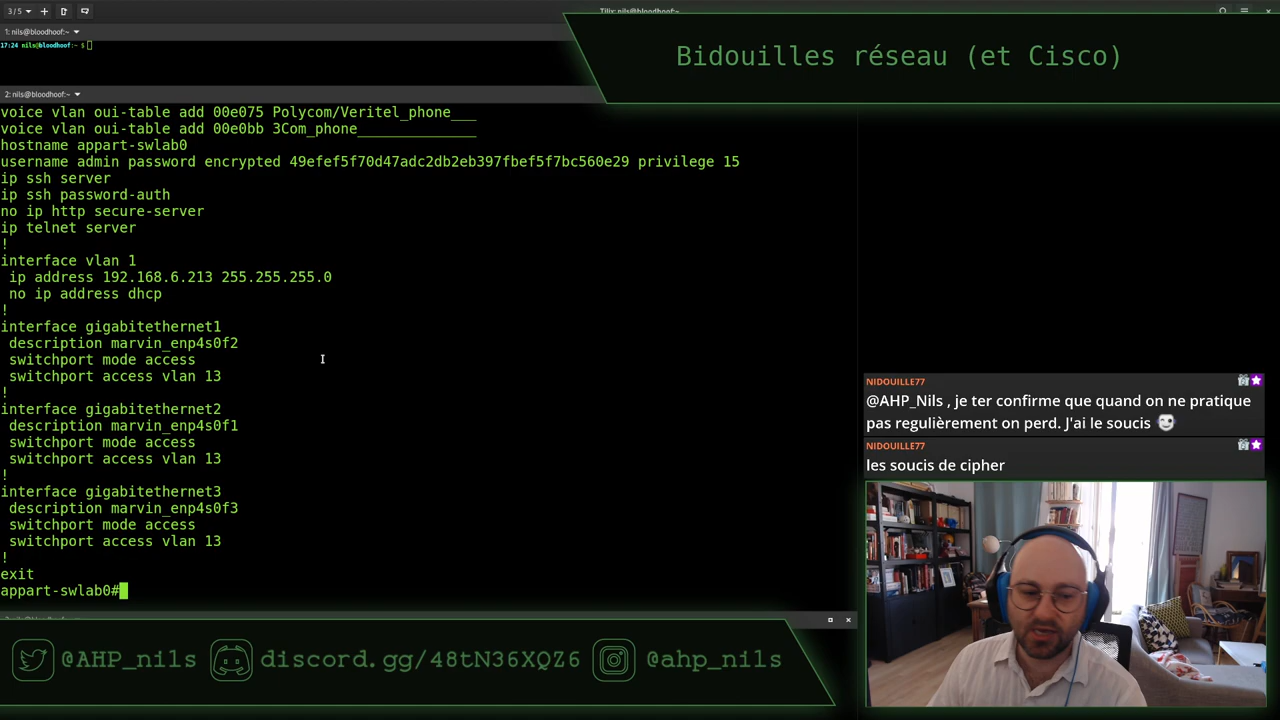 3 / 5
Tilix: nils@bloodhoof:~
1: nils@bloodhoof:~
17:24 nils@bloodhoof:~ $
Bidouilles réseau (et Cisco)
2: nils@bloodhoof:~
voice vlan oui-table add 00e075 Polycom/Veritel_phone___
voice vlan oui-table add 00e0bb 3Com_phone______________
hostname appart-swlab0
username admin password encrypted 49efef5f70d47adc2db2eb397fbef5f7bc560e29 privilege 15
ip ssh server
ip ssh password-auth
no ip http secure-server
ip telnet server
!
interface vlan 1
 ip address 192.168.6.213 255.255.255.0
 no ip address dhcp
!
interface gigabitethernet1
 description marvin_enp4s0f2
 switchport mode access
 switchport access vlan 13
!
interface gigabitethernet2
 description marvin_enp4s0f1
 switchport mode access
 switchport access vlan 13
!
interface gigabitethernet3
 description marvin_enp4s0f3
 switchport mode access
 switchport access vlan 13
!
exit
appart-swlab0#
NIDOUILLE77
@AHP_Nils , je ter confirme que quand on ne pratique
pas regulièrement on perd. J'ai le soucis
NIDOUILLE77
les soucis de cipher
@AHP_nils
discord.gg/48tN36XQZ6
@ahp_nils